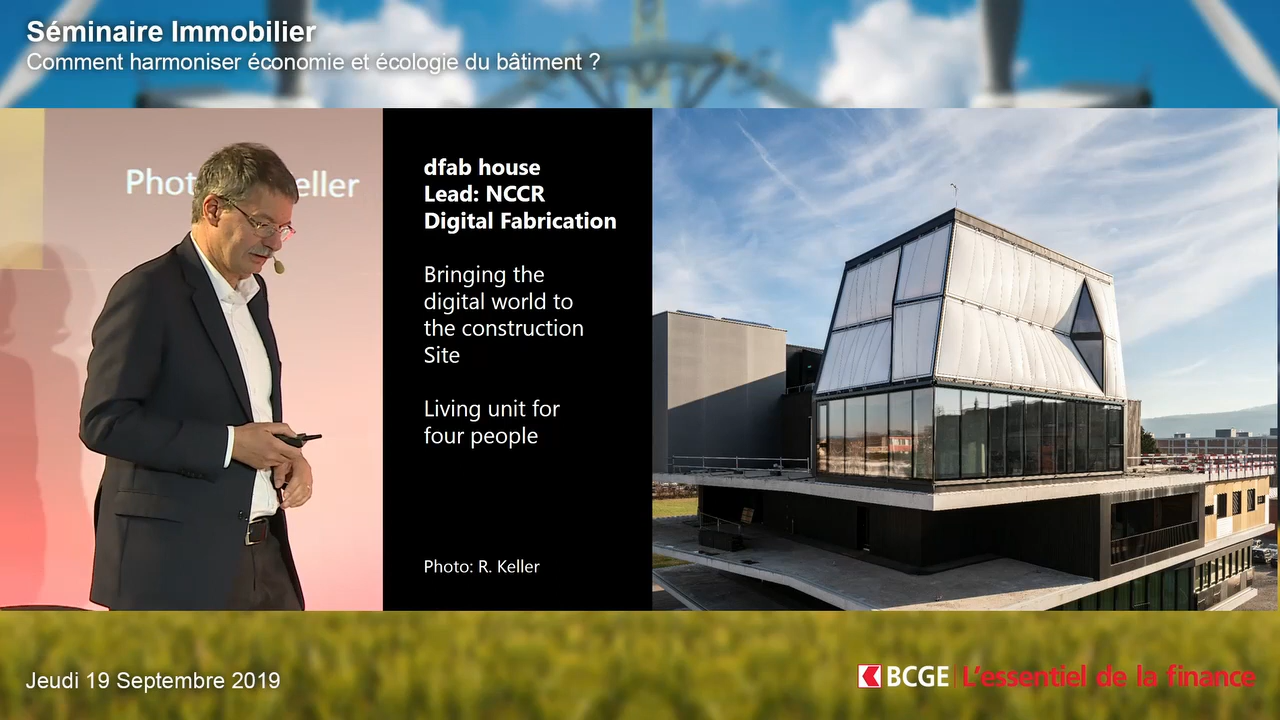 Séminaire Immobilier
Comment harmoniser économie et écologie du bâtiment ?
Phot eller
dfab house
Lead: NCCR
Digital Fabrication
Bringing the
digital world to
the construction
Site
Living unit for
four people
Photo: R. Keller
Jeudi 19 Septembre 2019
BCGE L'essentiel de la finance